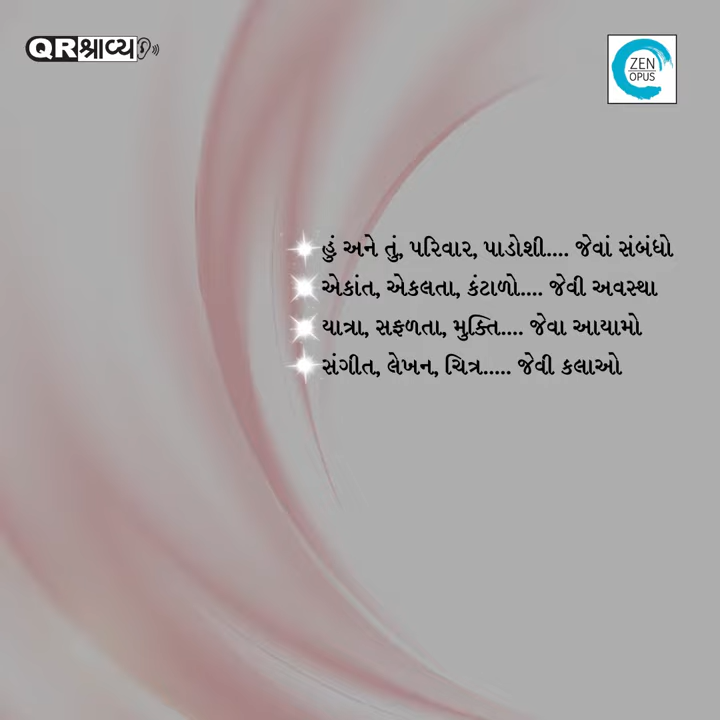 QRશ્રાવ્ય
ZEN
OPUS
હું અને તું, પરિવાર, પાડોશી.... જેવાં સંબંધો
એકાંત, એકલતા, કંટાળો.... જેવી અવસ્થા
યાત્રા, સફળતા, મુક્તિ.... જેવા આયામો
સંગીત, લેખન, ચિત્ર..... જેવી કલાઓ